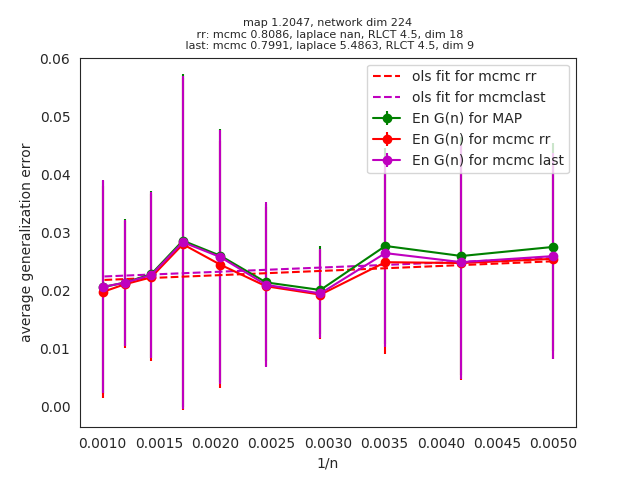 map 1.2047, network dim 224
rr: mcmc 0.8086, laplace nan, RLCT 4.5, dim 18
last: mcmc 0.7991, laplace 5.4863, RLCT 4.5, dim 9
0.06
0.05
0.04
0.03
0.02
0.01
0.00
average generalization error
ols fit for mcmc rr
ols fit for mcmclast
En G(n) for MAP
En G(n) for mcmc rr
En G(n) for mcmc last
0.0010 0.0015 0.0020 0.0025 0.0030 0.0035 0.0040 0.0045 0.0050
1/n